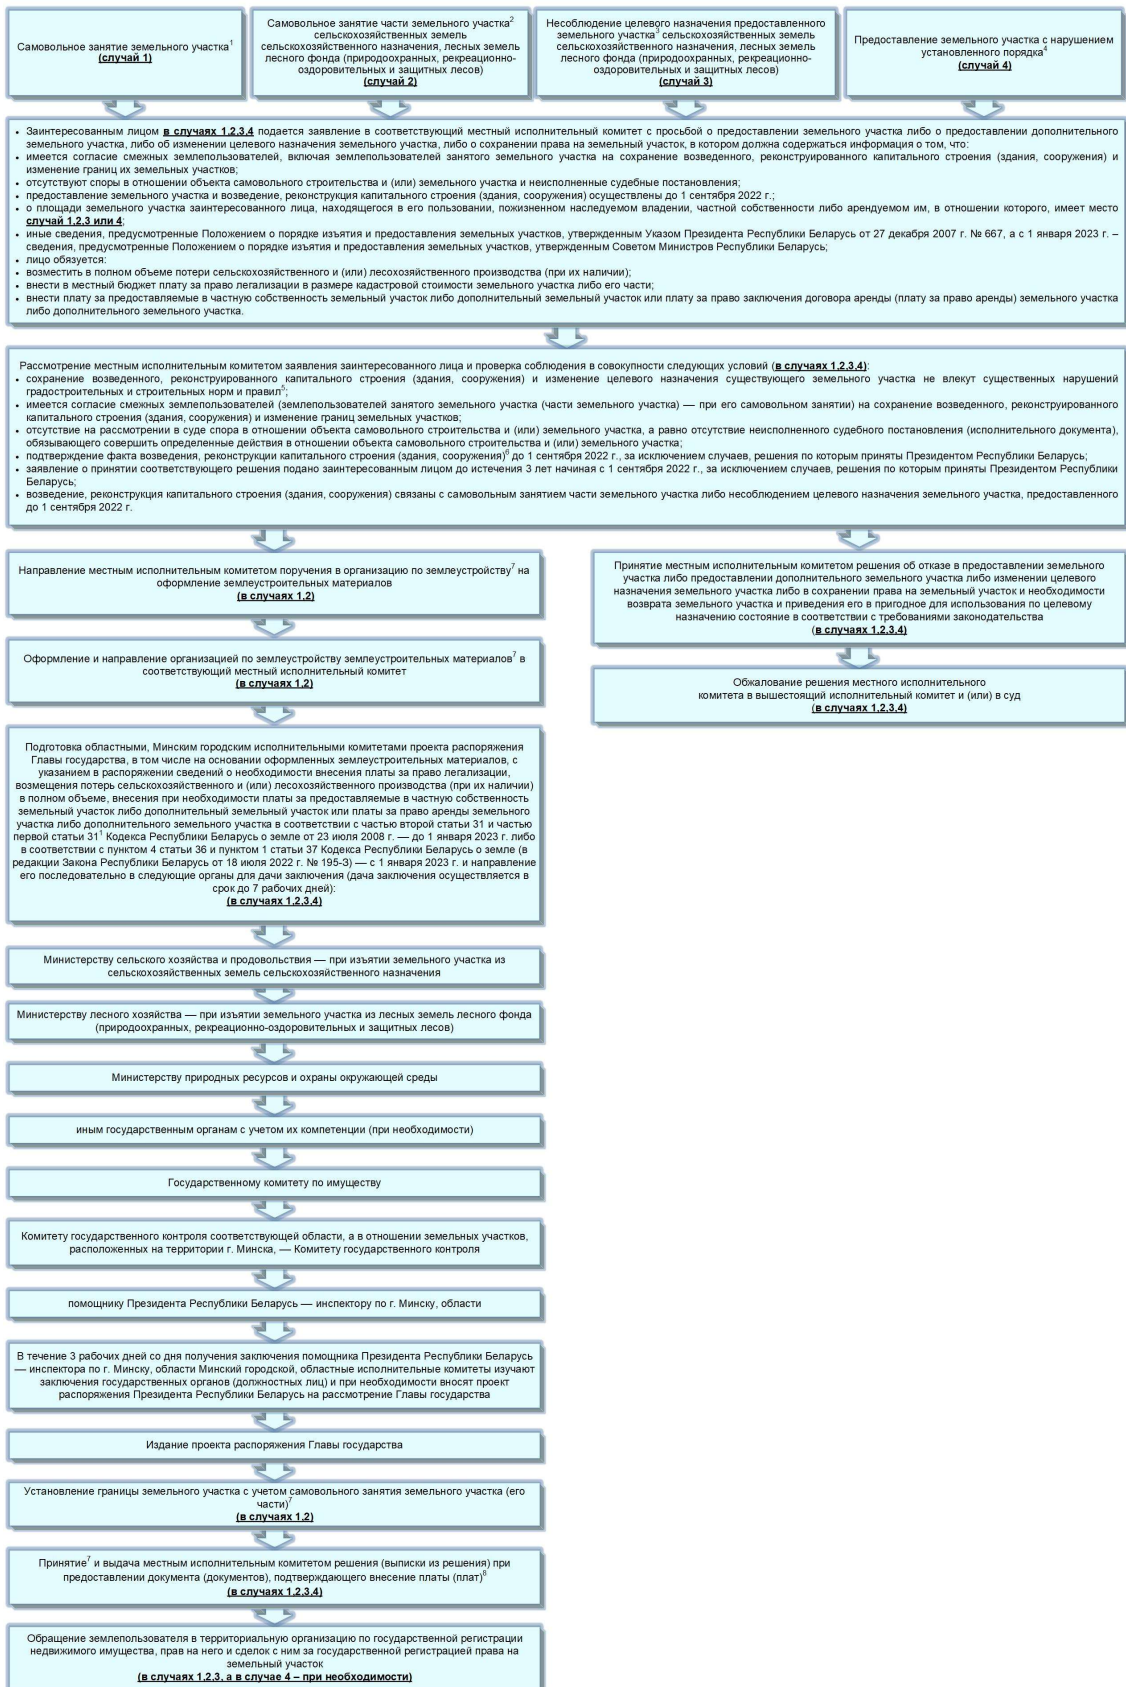 Самовольное занятие земельного участка1
(случай 1)
Самовольное занятие части земельного участка2
сельскохозяйственных земель
сельскохозяйственного назначения, лесных земель
лесного фонда (природоохранных, рекреационно-
оздоровительных и защитных лесов)
(случай 2)
Несоблюдение целевого назначения предоставленного
земельного участка3 сельскохозяйственных земель
сельскохозяйственного назначения, лесных земель
лесного фонда (природоохранных, рекреационно-
оздоровительных и защитных лесов)
(случай 3)
Предоставление земельного участка с нарушением
установленного порядка4
(случай 4)
• Заинтересованным лицом в случаях 1,2,3,4 подается заявление в соответствующий местный исполнительный комитет с просьбой о предоставлении земельного участка либо о предоставлении дополнительного
земельного участка, либо об изменении целевого назначения земельного участка, либо о сохранении права на земельный участок, в котором должна содержаться информация о том, что:
• имеется согласие смежных землепользователей, включая землепользователей занятого земельного участка на сохранение возведенного, реконструированного капитального строения (здания, сооружения) и
изменение границ их земельных участков;
• отсутствуют споры в отношении объекта самовольного строительства и (или) земельного участка и неисполненные судебные постановления;
• предоставление земельного участка и возведение, реконструкция капитального строения (здания, сооружения) осуществлены до 1 сентября 2022 г.;
• о площади земельного участка заинтересованного лица, находящегося в его пользовании, пожизненном наследуемом владении, частной собственности либо арендуемом им, в отношении которого, имеет место
случай 1,2,3 или 4;
• иные сведения, предусмотренные Положением о порядке изъятия и предоставления земельных участков, утвержденным Указом Президента Республики Беларусь от 27 декабря 2007 г. № 667, а с 1 января 2023 г. –
сведения, предусмотренные Положением о порядке изъятия и предоставления земельных участков, утвержденным Советом Министров Республики Беларусь;
• лицо обязуется:
• возместить в полном объеме потери сельскохозяйственного и (или) лесохозяйственного производства (при их наличии);
• внести в местный бюджет плату за право легализации в размере кадастровой стоимости земельного участка либо его части;
• внести плату за предоставляемые в частную собственность земельный участок либо дополнительный земельный участок или плату за право заключения договора аренды (плату за право аренды) земельного участка
либо дополнительного земельного участка.
Рассмотрение местным исполнительным комитетом заявления заинтересованного лица и проверка соблюдения в совокупности следующих условий (в случаях 1,2,3,4):
• сохранение возведенного, реконструированного капитального строения (здания, сооружения) и изменение целевого назначения существующего земельного участка не влекут существенных нарушений
градостроительных и строительных норм и правил5;
• имеется согласие смежных землепользователей (землепользователей занятого земельного участка (части земельного участка) — при его самовольном занятии) на сохранение возведенного, реконструированного
капитального строения (здания, сооружения) и изменение границ земельных участков;
• отсутствие на рассмотрении в суде спора в отношении объекта самовольного строительства и (или) земельного участка, а равно отсутствие неисполненного судебного постановления (исполнительного документа),
обязывающего совершить определенные действия в отношении объекта самовольного строительства и (или) земельного участка;
• подтверждение факта возведения, реконструкции капитального строения (здания, сооружения)6 до 1 сентября 2022 г., за исключением случаев, решения по которым приняты Президентом Республики Беларусь;
• заявление о принятии соответствующего решения подано заинтересованным лицом до истечения 3 лет начиная с 1 сентября 2022 г., за исключением случаев, решения по которым приняты Президентом Республики
Беларусь;
• возведение, реконструкция капитального строения (здания, сооружения) связаны с самовольным занятием части земельного участка либо несоблюдением целевого назначения земельного участка, предоставленного
до 1 сентября 2022 г.
Направление местным исполнительным комитетом поручения в организацию по землеустройству7 на
оформление землеустроительных материалов
(в случаях 1,2)
Оформление и направление организацией по землеустройству землеустроительных материалов7 в
соответствующий местный исполнительный комитет
(в случаях 1,2)
Подготовка областными, Минским городским исполнительными комитетами проекта распоряжения
Главы государства, в том числе на основании оформленных землеустроительных материалов, с
указанием в распоряжении сведений о необходимости внесения платы за право легализации,
возмещения потерь сельскохозяйственного и (или) лесохозяйственного производства (при их наличии)
в полном объеме, внесения при необходимости платы за предоставляемые в частную собственность
земельный участок либо дополнительный земельный участок или платы за право аренды земельного
участка либо дополнительного земельного участка в соответствии с частью второй статьи 31 и частью
первой статьи 311 Кодекса Республики Беларусь о земле от 23 июля 2008 г. — до 1 января 2023 г. либо
в соответствии с пунктом 4 статьи 36 и пунктом 1 статьи 37 Кодекса Республики Беларусь о земле (в
редакции Закона Республики Беларусь от 18 июля 2022 г. № 195-З) — с 1 января 2023 г. и направление
его последовательно в следующие органы для дачи заключения (дача заключения осуществляется в
срок до 7 рабочих дней):
(в случаях 1,2,3,4)
Министерству сельского хозяйства и продовольствия — при изъятии земельного участка из
сельскохозяйственных земель сельскохозяйственного назначения
Министерству лесного хозяйства — при изъятии земельного участка из лесных земель лесного фонда
(природоохранных, рекреационно-оздоровительных и защитных лесов)
Министерству природных ресурсов и охраны окружающей среды
иным государственным органам с учетом их компетенции (при необходимости)
Государственному комитету по имуществу
Комитету государственного контроля соответствующей области, а в отношении земельных участков,
расположенных на территории г. Минска, — Комитету государственного контроля
помощнику Президента Республики Беларусь — инспектору по г. Минску, области
В течение 3 рабочих дней со дня получения заключения помощника Президента Республики Беларусь
— инспектора по г. Минску, области Минский городской, областные исполнительные комитеты изучают
заключения государственных органов (должностных лиц) и при необходимости вносят проект
распоряжения Президента Республики Беларусь на рассмотрение Главы государства
Издание проекта распоряжения Главы государства
Установление границы земельного участка с учетом самовольного занятия земельного участка (его
части)7
(в случаях 1,2)
Принятие7 и выдача местным исполнительным комитетом решения (выписки из решения) при
предоставлении документа (документов), подтверждающего внесение платы (плат)8
(в случаях 1,2,3,4)
Обращение землепользователя в территориальную организацию по государственной регистрации
недвижимого имущества, прав на него и сделок с ним за государственной регистрацией права на
земельный участок
(в случаях 1,2,3, а в случае 4 – при необходимости)
Принятие местным исполнительным комитетом решения об отказе в предоставлении земельного
участка либо предоставлении дополнительного земельного участка либо изменении целевого
назначения земельного участка либо в сохранении права на земельный участок и необходимости
возврата земельного участка и приведения его в пригодное для использования по целевому
назначению состояние в соответствии с требованиями законодательства
(в случаях 1,2,3,4)
Обжалование решения местного исполнительного
комитета в вышестоящий исполнительный комитет и (или) в суд
(в случаях 1,2,3,4)